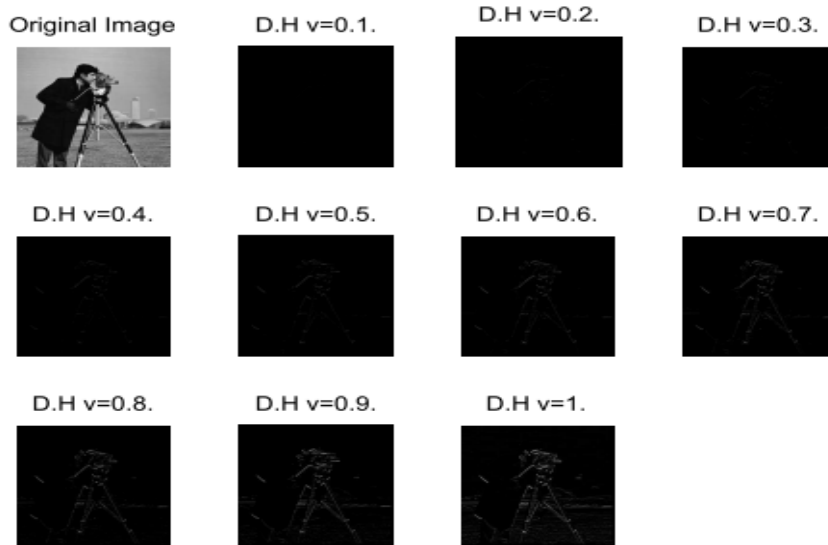 Original Image
D.H v=0.1.
D.H v=0.2.
D.H v=0.3.
D.H v=0.4.
D.H v=0.5.
D.H v=0.6.
D.H v=0.7.
D.H v=0.8.
D.H v=0.9.
D.H v=1.